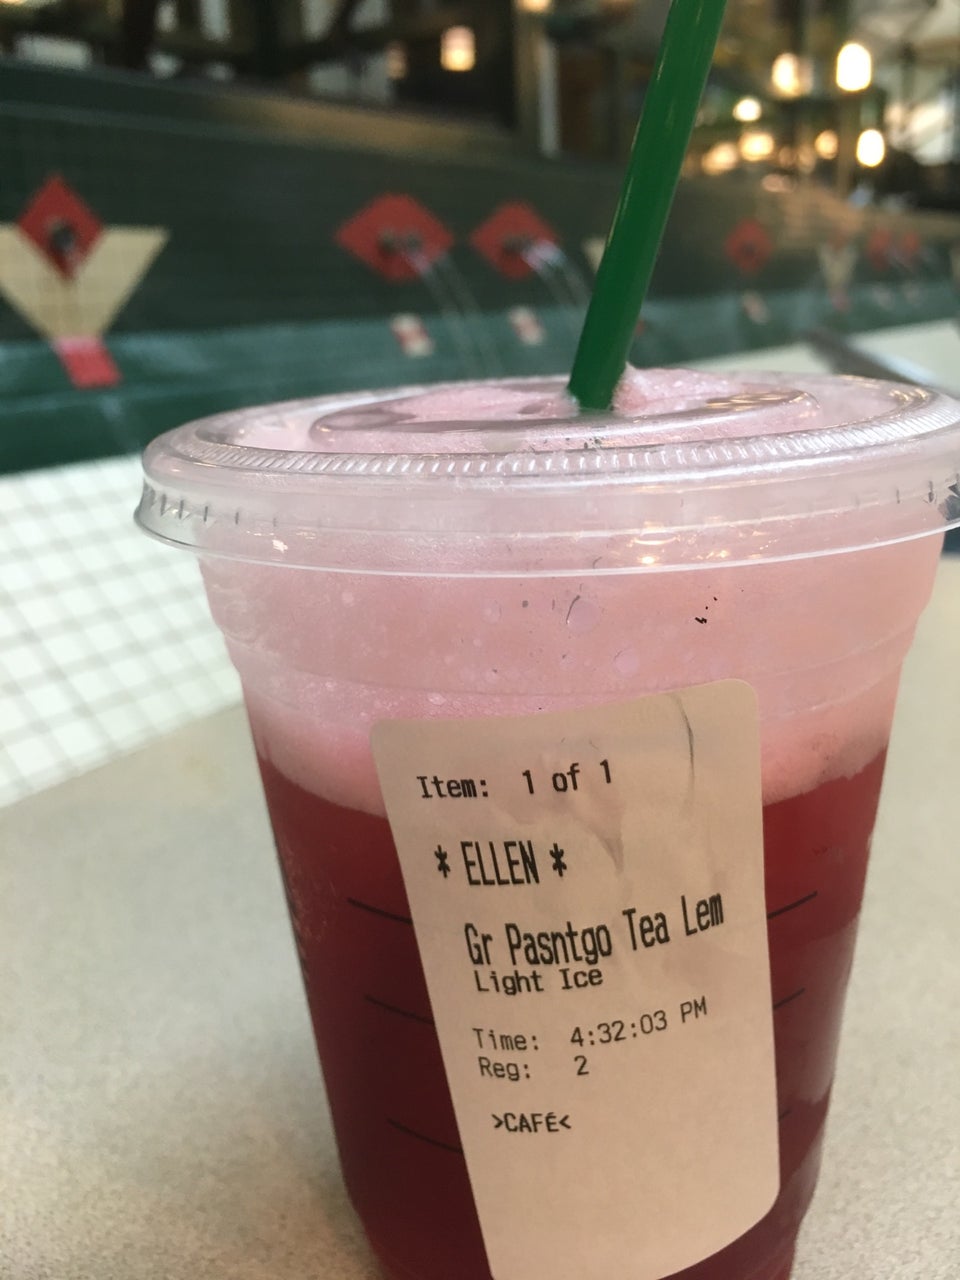 Item: 1 of 1
* ELLEN *
Gr Pasntgo Tea Lem
Light Ice
Time: 4:32:03 PM
Reg: 2
>CAFÉ<